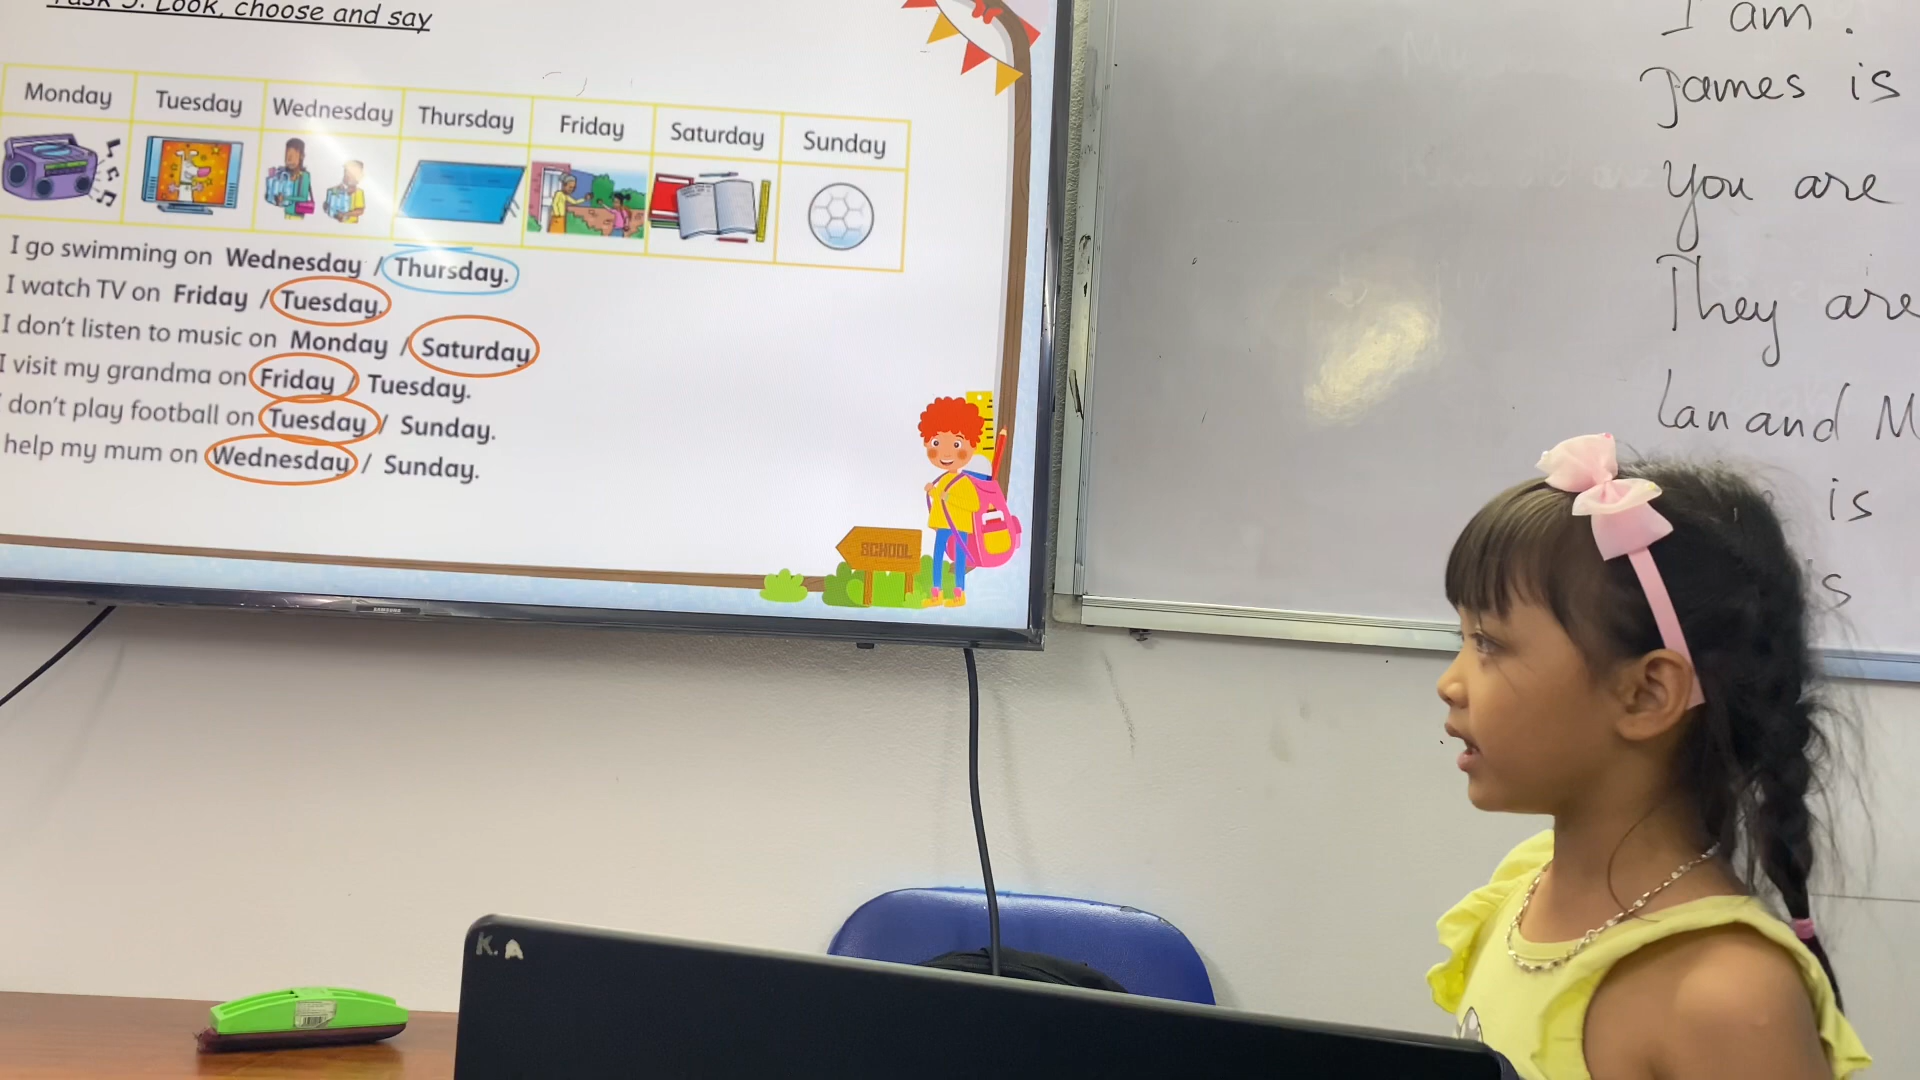 Task 3. Look, choose and say
Monday Tuesday Wednesday Thursday Friday Saturday Sunday
I go swimming on Wednesday / Thursday.
I watch TV on Friday / Tuesday.
I don't listen to music on Monday / Saturday
I visit my grandma on Friday / Tuesday.
don't play football on Tuesday / Sunday.
help my mum on Wednesday / Sunday.
SCHOOL
SAMSUNG
I am .
James is
You are
They are
Lan and M
is
is
K. A